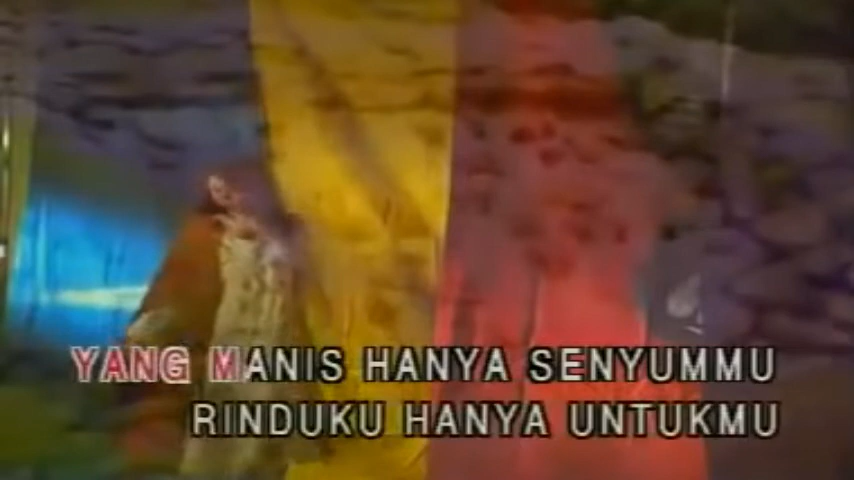 YANG MANIS HANYA SENYUMMU
RINDUKU HANYA UNTUKMU